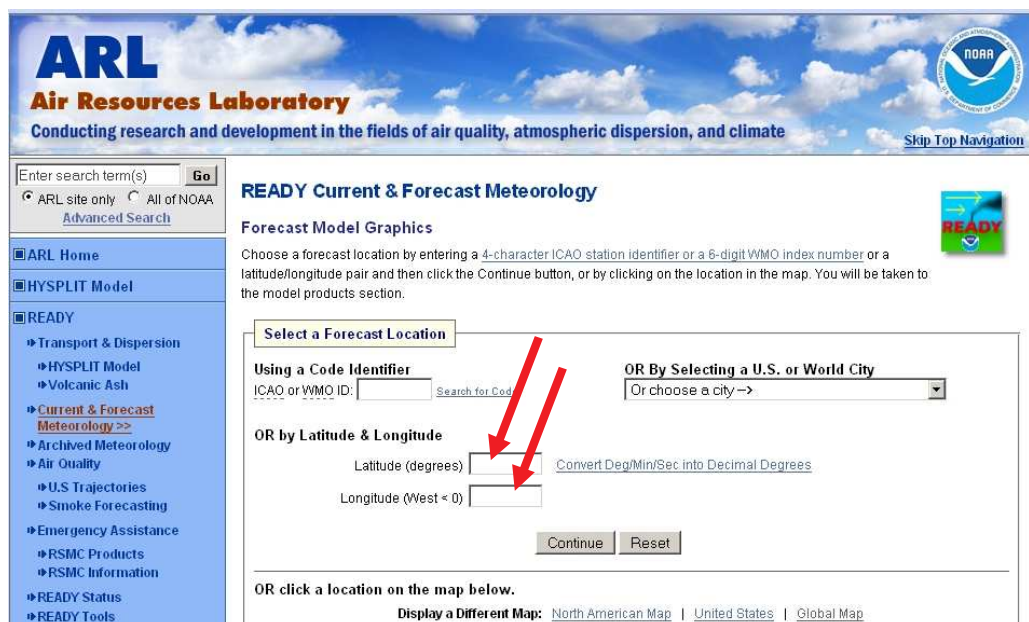 ARL
Air Resources Laboratory
Conducting research and development in the fields of air quality, atmospheric dispersion, and climate
NOAA
Skip Top Navigation
Enter search term(s) Go
ARL site only All of NOAA
Advanced Search
ARL Home
HYSPLIT Model
READY
Transport & Dispersion
HYSPLIT Model
Volcanic Ash
Current & Forecast
Meteorology >>
Archived Meteorology
Air Quality
U.S Trajectories
Smoke Forecasting
Emergency Assistance
RSMC Products
RSMC Information
READY Status
READY Tools
READY Current & Forecast Meteorology
READY
Forecast Model Graphics
Choose a forecast location by entering a 4-character ICAO station identifier or a 6-digit WMO index number or a
latitude/longitude pair and then click the Continue button, or by clicking on the location in the map. You will be taken to
the model products section.
Select a Forecast Location
Using a Code Identifier
ICAO or WMO ID: Search for Code
OR By Selecting a U.S. or World City
Or choose a city -->
OR by Latitude & Longitude
Latitude (degrees) Convert Deg/Min/Sec into Decimal Degrees
Longitude (West < 0)
Continue Reset
OR click a location on the map below.
Display a Different Map: North American Map | United States | Global Map